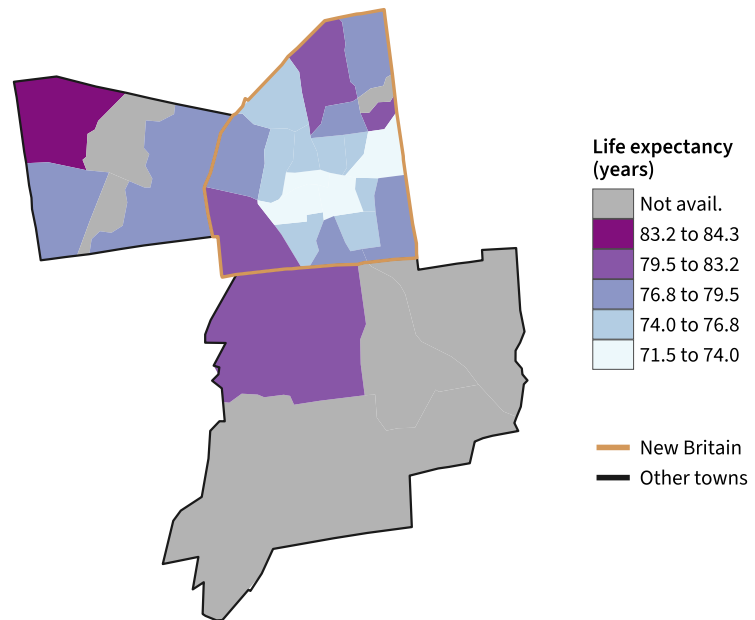 Life expectancy
(years)
Not avail.
83.2 to 84.3
79.5 to 83.2
76.8 to 79.5
74.0 to 76.8
71.5 to 74.0
New Britain
Other towns